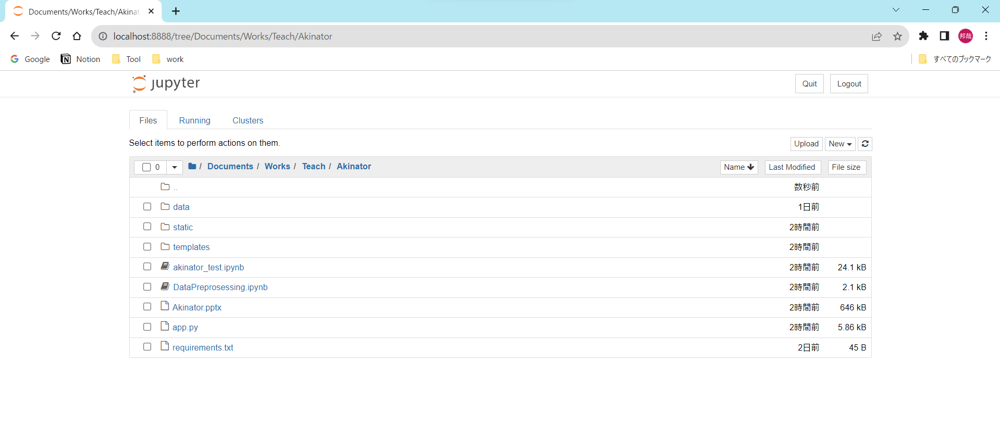 Documents/Works/Teach/Akinat
localhost:8888/tree/Documents/Works/Teach/Akinator
邦哉
Google Notion Tool work すべてのブックマーク
jupyter
Quit Logout
Files Running Clusters
Select items to perform actions on them.
Upload New
0 / Documents / Works / Teach / Akinator Name Last Modified File size
.. 数秒前
data 1日前
static 2時間前
templates 2時間前
akinator_test.ipynb 2時間前 24.1 kB
DataPreprosessing.ipynb 2時間前 2.1 kB
Akinator.pptx 2時間前 646 kB
app.py 2時間前 5.86 kB
requirements.txt 2日前 45 B